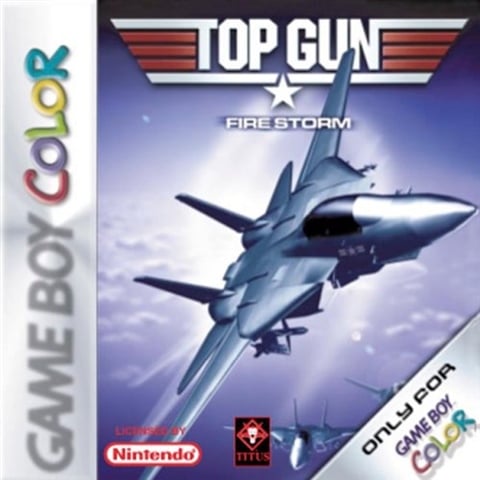 GAME BOY COLOR
TOP GUN
FIRE STORM
LICENSED BY
Nintendo
TITUS
ONLY FOR
GAME BOY
COLOR